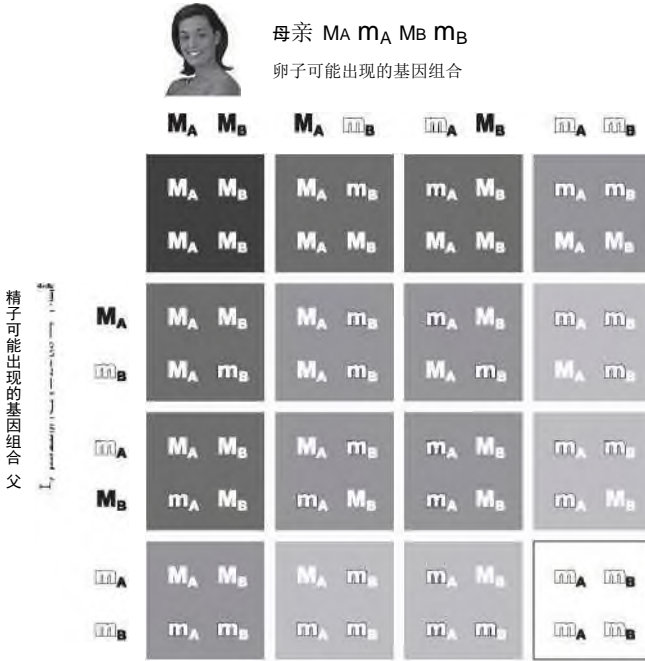 母亲 MA mA MB mB
卵子可能出现的基因组合
MA MB MA mB mA MB mA mB
MA MB MA mB mA MB mA mB
MA MB MA MB MA MB MA MB
精子可能出现的基因组合 父
MA MA MB MA mB mA MB mA mB
mB MA mB MA mB MA mB MA mB
mA MA MB MA mB mA MB mA mB
MB mA MB mA MB mA MB mA MB
mA MA MB MA mB mA MB mA mB
mB mA mB mA mB mA mB mA mB